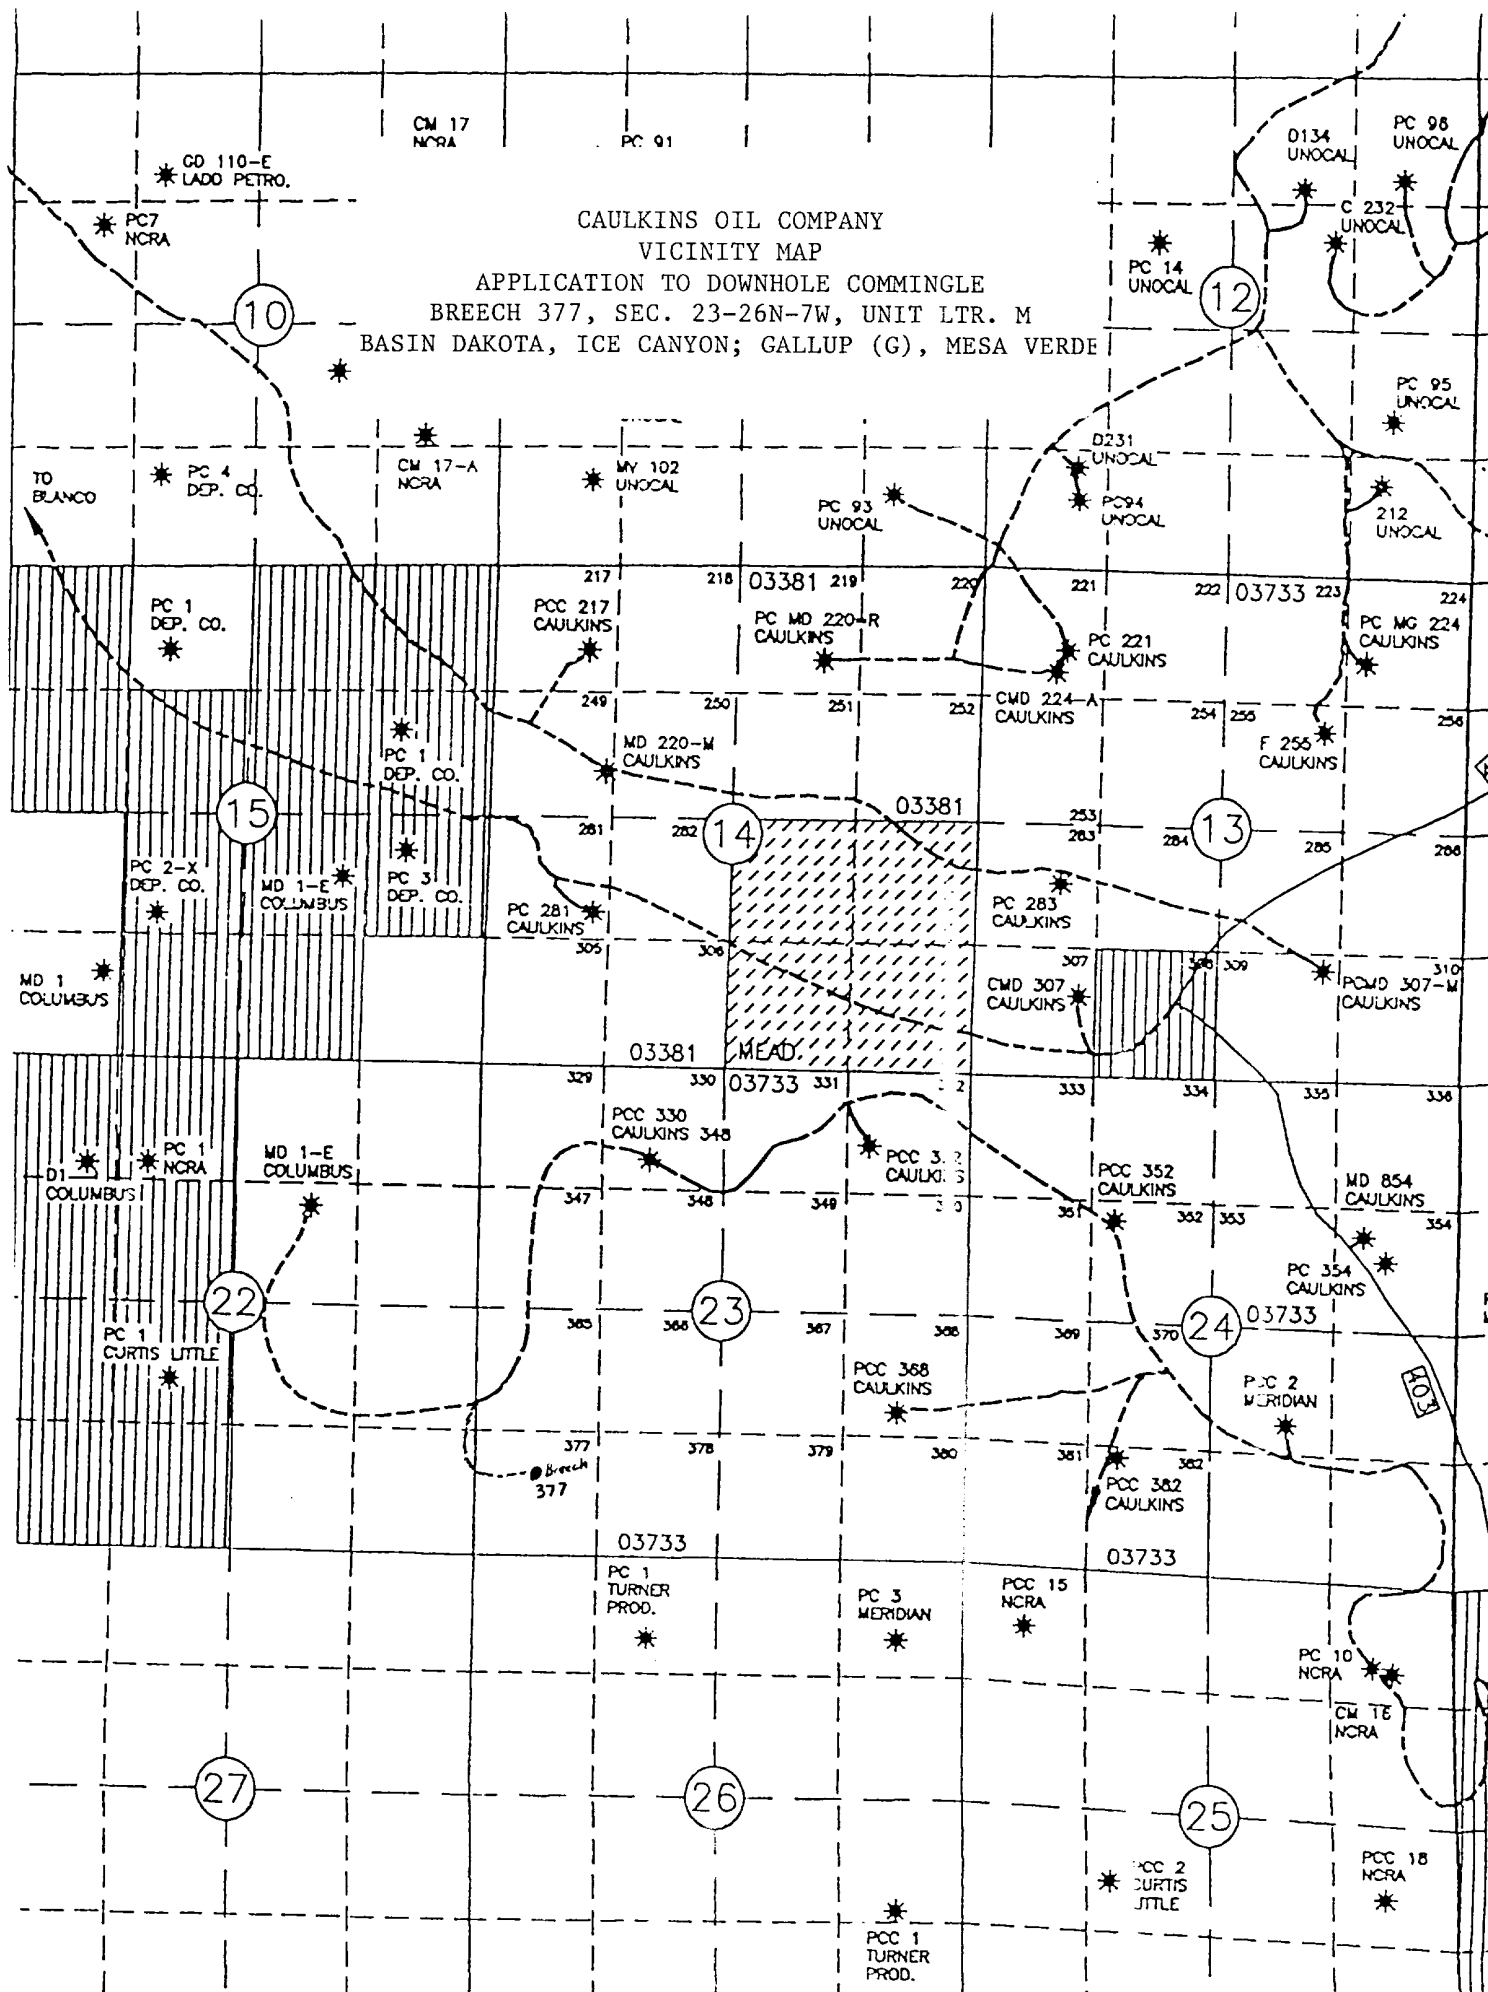 CM 17
NCRA
PC 91
GD 110-E
LADD PETRO.
PC7
NCRA
D134
UNOCAL
PC 96
UNOCAL
C 232
UNOCAL
PC 14
UNOCAL
CAULKINS OIL COMPANY
VICINITY MAP
APPLICATION TO DOWNHOLE COMMINGLE
BREECH 377, SEC. 23-26N-7W, UNIT LTR. M
BASIN DAKOTA, ICE CANYON; GALLUP (G), MESA VERDE
10
12
PC 95
UNOCAL
TO
BLANCO
PC 4
DEP. CO.
CM 17-A
NCRA
MV 102
UNOCAL
PC 93
UNOCAL
D231
UNOCAL
PC94
UNOCAL
212
UNOCAL
217
218
03381
219
220
221
222
03733
223
224
PC 1
DEP. CO.
PCC 217
CAULKINS
PC MD 220-R
CAULKINS
PC 221
CAULKINS
PC MG 224
CAULKINS
249
250
251
252
CMD 224-A
CAULKINS
254
255
256
PC 1
DEP. CO.
MD 220-M
CAULKINS
F 255
CAULKINS
15
281
282
14
03381
253
283
284
13
285
286
PC 2-X
DEP. CO.
MD 1-E
COLUMBUS
PC 3
DEP. CO.
PC 281
CAULKINS
PC 283
CAULKINS
305
306
307
308
309
310
MD 1
COLUMBUS
CMD 307
CAULKINS
PCMD 307-M
CAULKINS
03381
MEAD
329
330
03733
331
333
334
335
336
PCC 330
CAULKINS 348
D1
COLUMBUS
PC 1
NCRA
MD 1-E
COLUMBUS
PCC 352
CAULKINS
MD 854
CAULKINS
347
348
349
351
352
353
354
PC 354
CAULKINS
22
365
366
23
367
368
369
370
24
03733
PC 1
CURTIS LITTLE
PCC 368
CAULKINS
PCC 2
MERIDIAN
403
377
378
379
380
381
382
Breech
377
PCC 382
CAULKINS
03733
03733
PC 1
TURNER
PROD.
PC 3
MERIDIAN
PCC 15
NCRA
PC 10
NCRA
CM 16
NCRA
27
26
25
PCC 2
CURTIS
LITTLE
PCC 18
NCRA
PCC 1
TURNER
PROD.